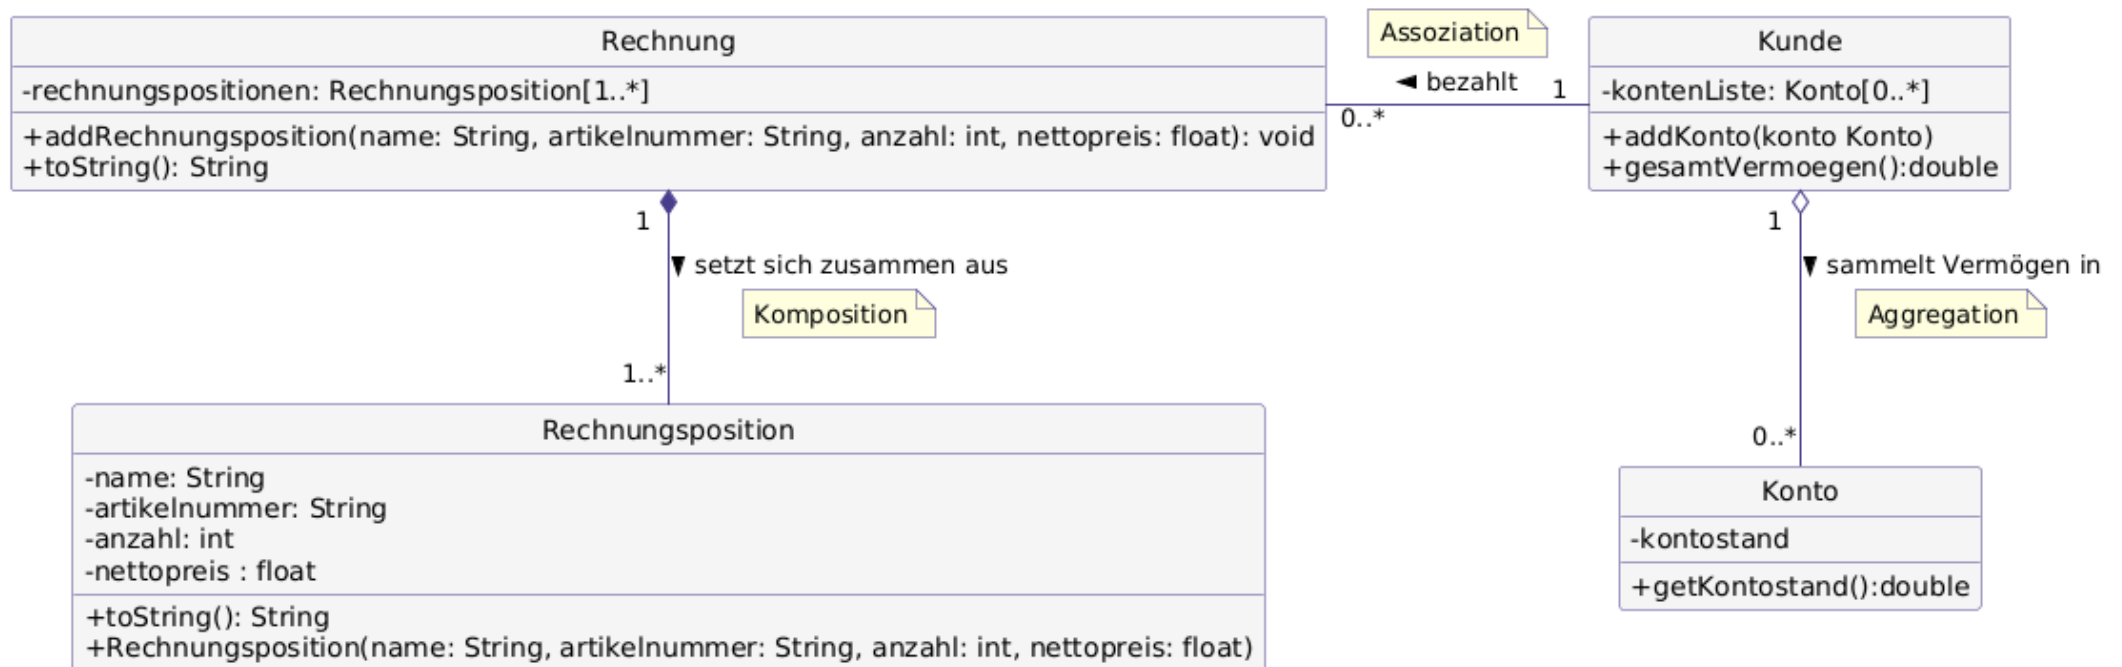 Rechnung
-rechnungspositionen: Rechnungsposition[1..*]
+addRechnungsposition(name: String, artikelnummer: String, anzahl: int, nettopreis: float): void
+toString(): String
Assoziation
◄ bezahlt
1
0..*
Kunde
-kontenListe: Konto[0..*]
+addKonto(konto Konto)
+gesamtVermoegen():double
1
▼ setzt sich zusammen aus
Komposition
1..*
1
▼ sammelt Vermögen in
Aggregation
0..*
Rechnungsposition
-name: String
-artikelnummer: String
-anzahl: int
-nettopreis : float
+toString(): String
+Rechnungsposition(name: String, artikelnummer: String, anzahl: int, nettopreis: float)
Konto
-kontostand
+getKontostand():double